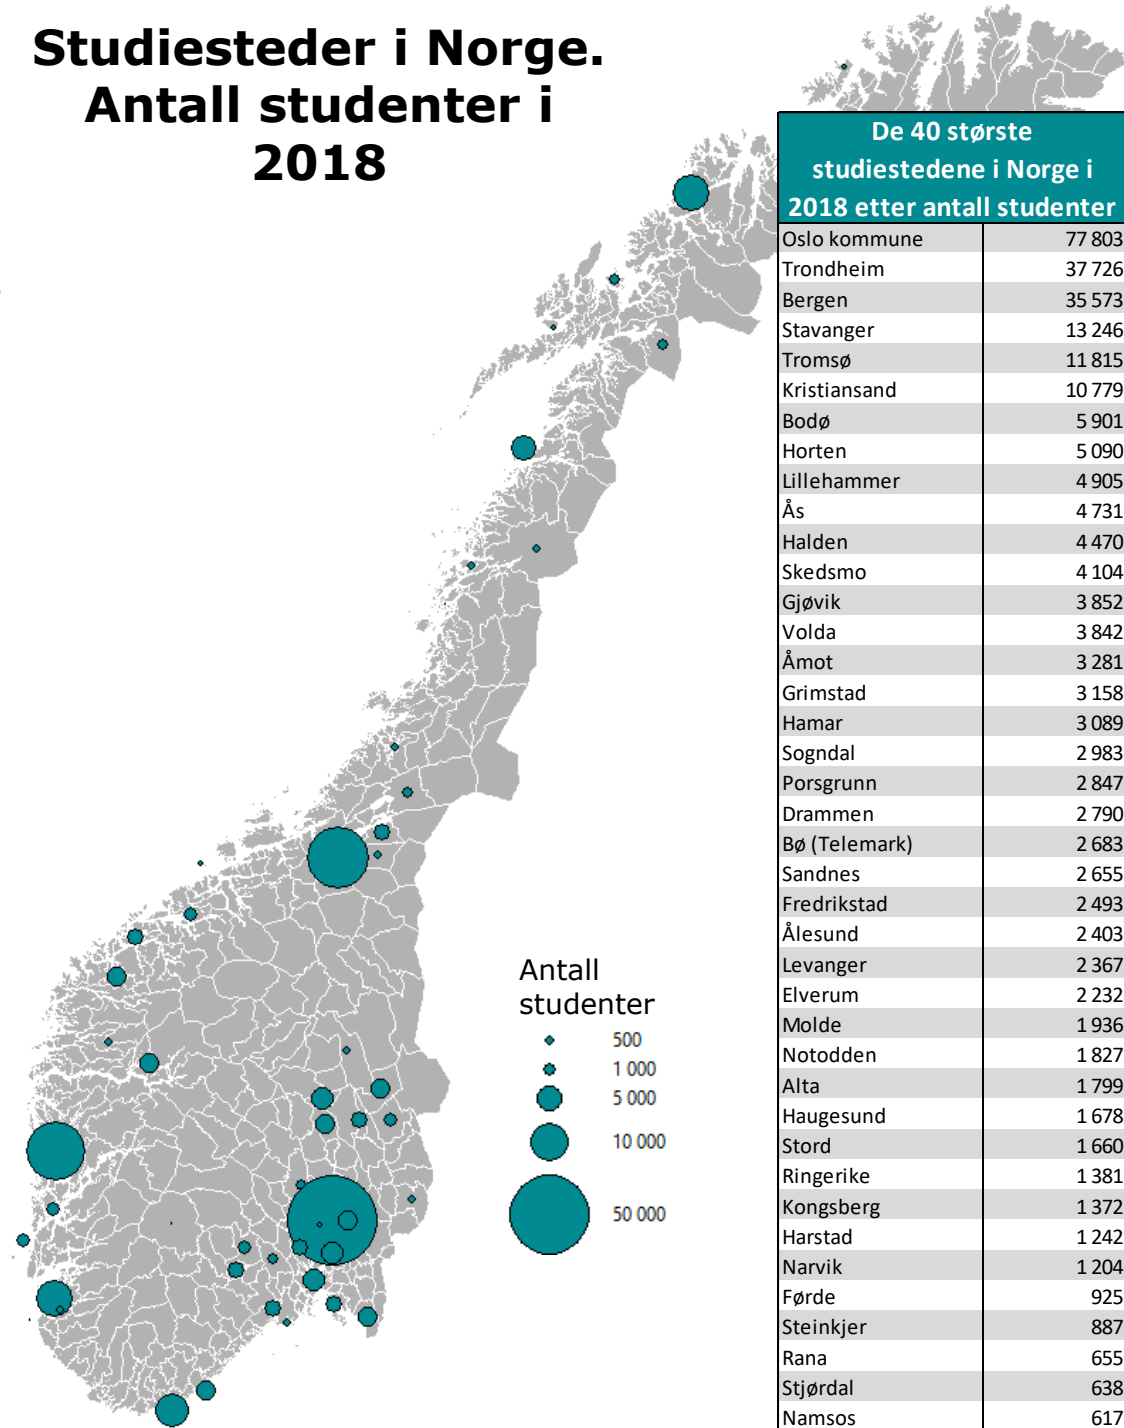 Studiesteder i Norge.
Antall studenter i
2018
De 40 største
studiestedene i Norge i
2018 etter antall studenter
Oslo kommune 77 803
Trondheim 37 726
Bergen 35 573
Stavanger 13 246
Tromsø 11 815
Kristiansand 10 779
Bodø 5 901
Horten 5 090
Lillehammer 4 905
Ås 4 731
Halden 4 470
Skedsmo 4 104
Gjøvik 3 852
Volda 3 842
Åmot 3 281
Grimstad 3 158
Hamar 3 089
Sogndal 2 983
Porsgrunn 2 847
Drammen 2 790
Bø (Telemark) 2 683
Sandnes 2 655
Fredrikstad 2 493
Ålesund 2 403
Levanger 2 367
Elverum 2 232
Molde 1 936
Notodden 1 827
Alta 1 799
Haugesund 1 678
Stord 1 660
Ringerike 1 381
Kongsberg 1 372
Harstad 1 242
Narvik 1 204
Førde 925
Steinkjer 887
Rana 655
Stjørdal 638
Namsos 617
Antall
studenter
500
1 000
5 000
10 000
50 000